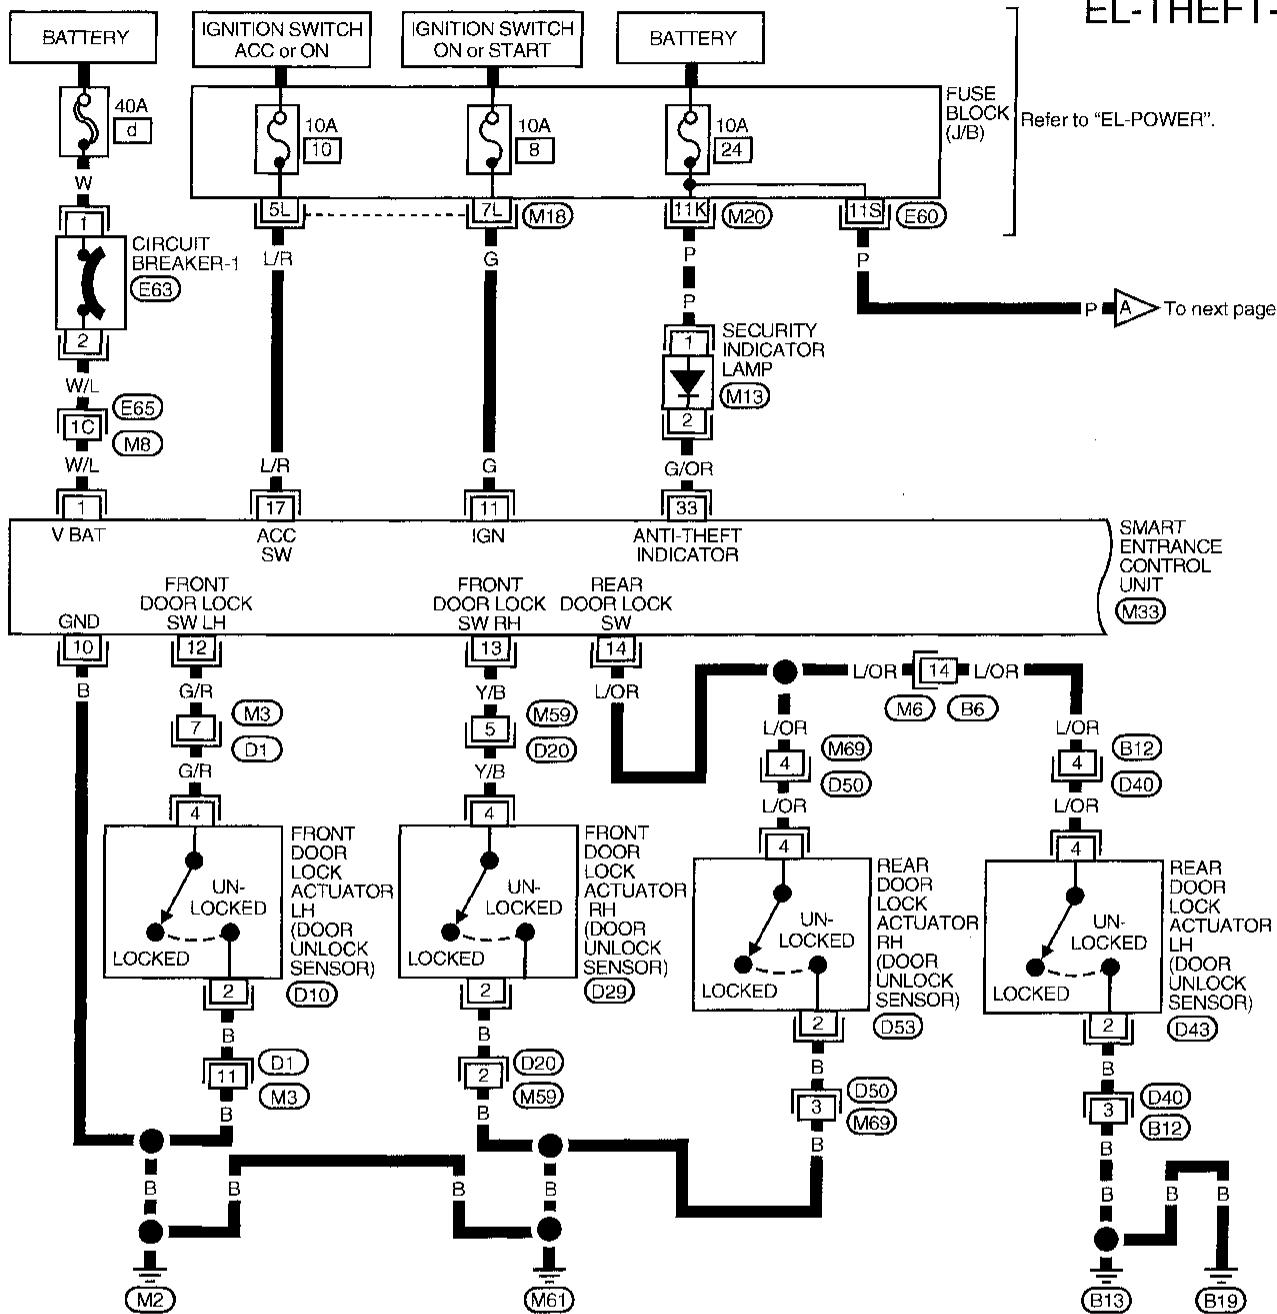 EL-THEFT-
BATTERY
IGNITION SWITCH
ACC or ON
IGNITION SWITCH
ON or START
BATTERY
40A
d
10A
10
10A
8
10A
24
FUSE
BLOCK
(J/B)
Refer to "EL-POWER".
W
5L
7L
M18
11K
M20
11S
E60
1
CIRCUIT
BREAKER-1
E63
2
L/R
G
P
P
P
P
A
To next page
1
SECURITY
INDICATOR
LAMP
M13
2
W/L
E65
1C
M8
W/L
L/R
G
G/OR
1
17
11
33
V BAT
ACC
SW
IGN
ANTI-THEFT
INDICATOR
SMART
ENTRANCE
CONTROL
UNIT
M33
GND
FRONT
DOOR LOCK
SW LH
FRONT
DOOR LOCK
SW RH
REAR
DOOR LOCK
SW
10
12
13
14
B
G/R
Y/B
L/OR
L/OR
14
L/OR
M6
B6
7
M3
D1
5
M59
D20
L/OR
L/OR
4
M69
D50
4
B12
D40
G/R
Y/B
L/OR
L/OR
4
4
4
4
UN-
LOCKED
LOCKED
FRONT
DOOR
LOCK
ACTUATOR
LH
(DOOR
UNLOCK
SENSOR)
D10
UN-
LOCKED
LOCKED
FRONT
DOOR
LOCK
ACTUATOR
RH
(DOOR
UNLOCK
SENSOR)
D29
UN-
LOCKED
LOCKED
REAR
DOOR
LOCK
ACTUATOR
RH
(DOOR
UNLOCK
SENSOR)
D53
UN-
LOCKED
LOCKED
REAR
DOOR
LOCK
ACTUATOR
LH
(DOOR
UNLOCK
SENSOR)
D43
2
2
2
2
B
B
B
B
11
D1
M3
2
D20
M59
3
D50
M69
3
D40
B12
B
B
B
B
B
B
B
B
B
B
B
M2
M61
B13
B19